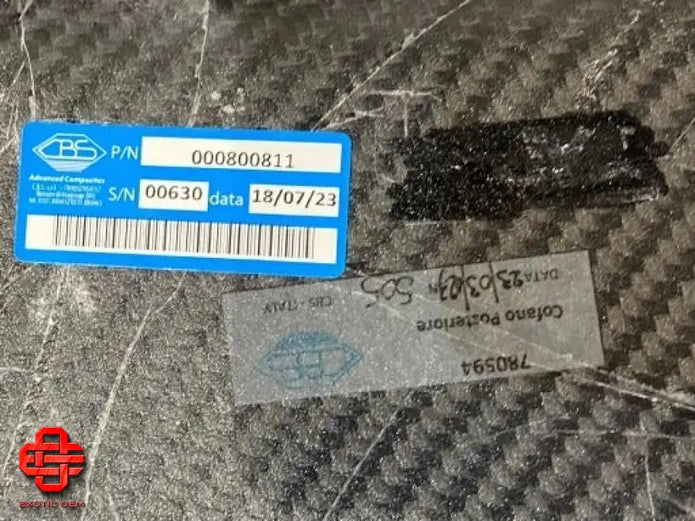 CBS
P/N 000800811
Advanced Composites
S/N 00630 data 18/07/23
7805594
Cofano Posteriore
CBS - ITALY DATA 23/03/23 N 505
EXOTIC OEM